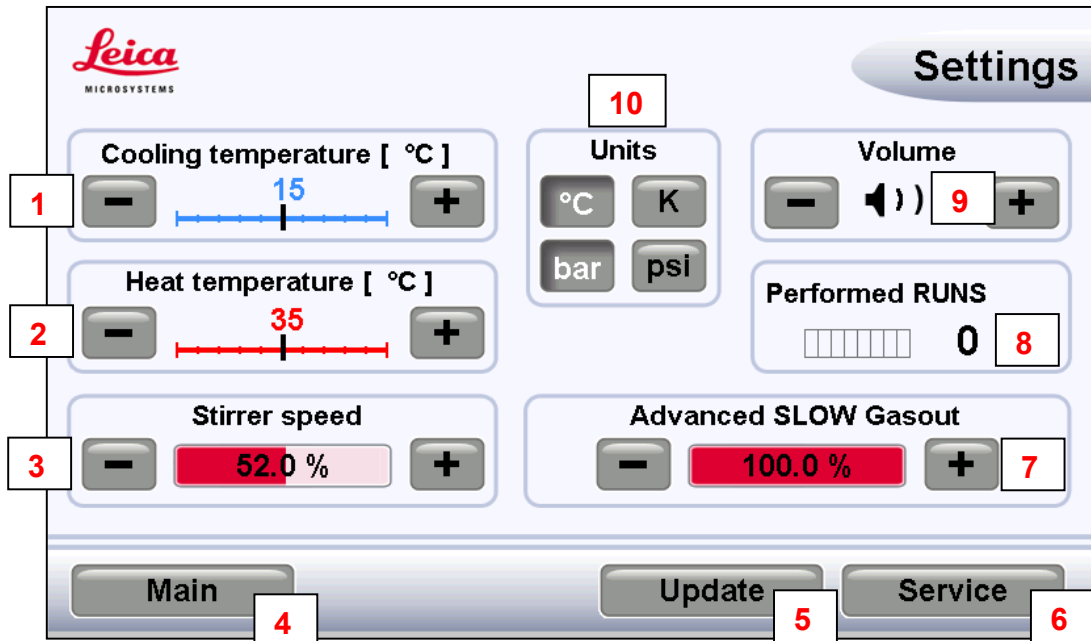 Leica
MICROSYSTEMS
Settings
10
Cooling temperature [ °C ]
1
− 15 +
Units
°C K
bar psi
Volume
− 9 +
Heat temperature [ °C ]
2
− 35 +
Performed RUNS
0 8
Stirrer speed
3
− 52.0 % +
Advanced SLOW Gasout
− 100.0 % + 7
Main 4
Update 5
Service 6